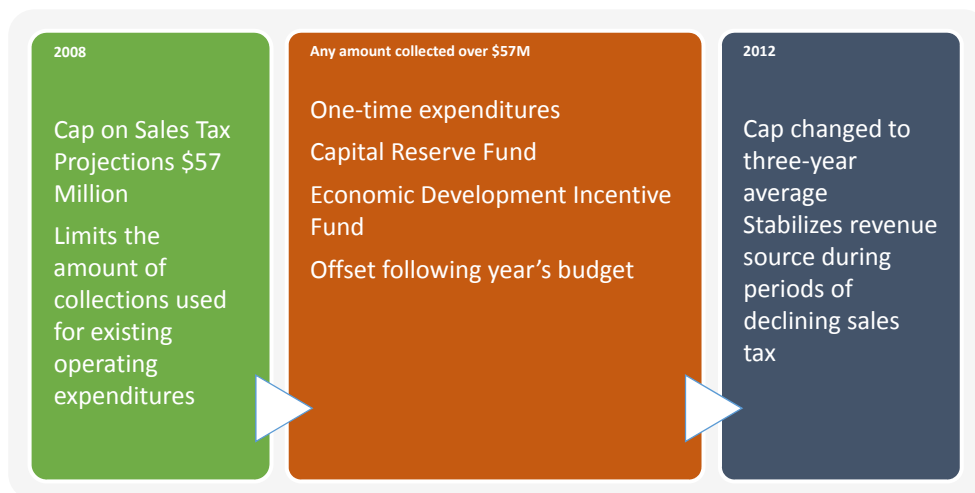 2008
Cap on Sales Tax
Projections $57
Million
Limits the
amount of
collections used
for existing
operating
expenditures
Any amount collected over $57M
One-time expenditures
Capital Reserve Fund
Economic Development Incentive
Fund
Offset following year’s budget
2012
Cap changed to
three-year
average
Stabilizes revenue
source during
periods of
declining sales
tax